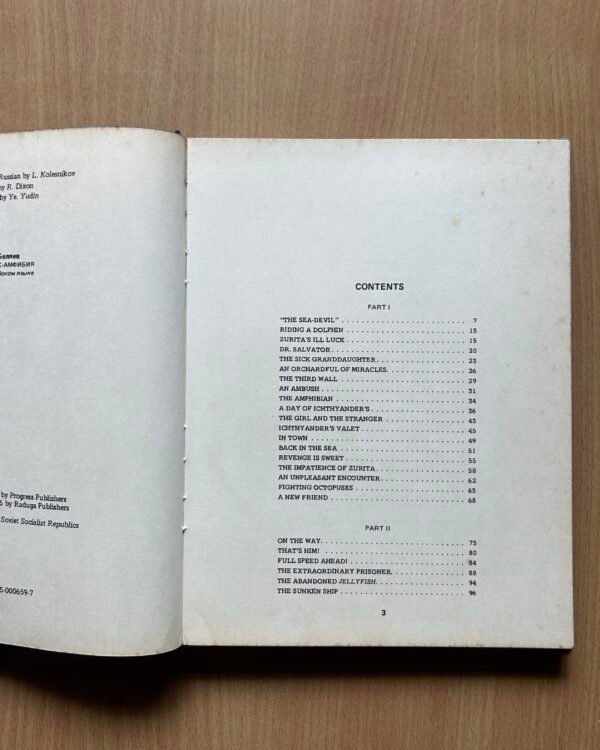 Russian by L. Kolesnikov
by R. Dixon
by Ye. Yudin
Беляев
К-АМФИБИЯ
йском языке
by Progress Publishers
6 by Raduga Publishers
Soviet Socialist Republics
5-000659-7
CONTENTS
PART I
"THE SEA-DEVIL" . . . . . . . . . . . . . . . . . . . . . . 7
RIDING A DOLPHIN . . . . . . . . . . . . . . . . . . . . . 13
ZURITA'S ILL LUCK . . . . . . . . . . . . . . . . . . . . . 15
DR. SALVATOR . . . . . . . . . . . . . . . . . . . . . . . 20
THE SICK GRANDDAUGHTER . . . . . . . . . . . . . . . . 23
AN ORCHARDFUL OF MIRACLES. . . . . . . . . . . . . . 26
THE THIRD WALL . . . . . . . . . . . . . . . . . . . . . . 29
AN AMBUSH . . . . . . . . . . . . . . . . . . . . . . . . . 31
THE AMPHIBIAN . . . . . . . . . . . . . . . . . . . . . . . 34
A DAY OF ICHTHYANDER'S . . . . . . . . . . . . . . . . . 36
THE GIRL AND THE STRANGER . . . . . . . . . . . . . . 43
ICHTHYANDER'S VALET . . . . . . . . . . . . . . . . . . . 45
IN TOWN . . . . . . . . . . . . . . . . . . . . . . . . . . . 49
BACK IN THE SEA . . . . . . . . . . . . . . . . . . . . . . 51
REVENGE IS SWEET . . . . . . . . . . . . . . . . . . . . . 55
THE IMPATIENCE OF ZURITA . . . . . . . . . . . . . . . . 58
AN UNPLEASANT ENCOUNTER . . . . . . . . . . . . . . . 62
FIGHTING OCTOPUSES . . . . . . . . . . . . . . . . . . . 65
A NEW FRIEND . . . . . . . . . . . . . . . . . . . . . . . 68
PART II
ON THE WAY. . . . . . . . . . . . . . . . . . . . . . . . . 75
THAT'S HIM! . . . . . . . . . . . . . . . . . . . . . . . . . 80
FULL SPEED AHEAD! . . . . . . . . . . . . . . . . . . . . 84
THE EXTRAORDINARY PRISONER. . . . . . . . . . . . . . 88
THE ABANDONED JELLYFISH. . . . . . . . . . . . . . . . 94
THE SUNKEN SHIP . . . . . . . . . . . . . . . . . . . . . . 96
3